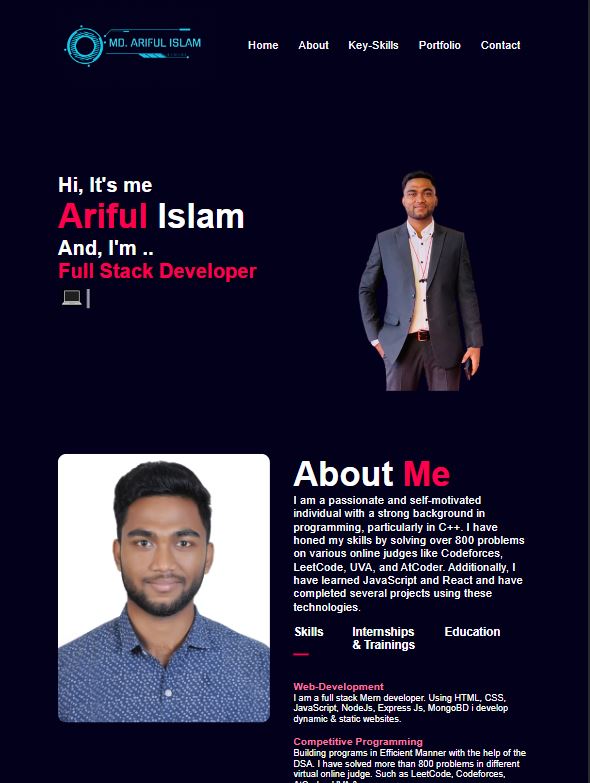 MD. ARIFUL ISLAM
Home About Key-Skills Portfolio Contact
Hi, It's me
Ariful Islam
And, I'm ..
Full Stack Developer
About Me
I am a passionate and self-motivated
individual with a strong background in
programming, particularly in C++. I have
honed my skills by solving over 800 problems
on various online judges like Codeforces,
LeetCode, UVA, and AtCoder. Additionally, I
have learned JavaScript and React and have
completed several projects using these
technologies.
Skills Internships Education
& Trainings
Web-Development
I am a full stack Mern developer. Using HTML, CSS,
JavaScript, NodeJs, Express Js, MongoBD i develop
dynamic & static websites.
Competitive Programming
Building programs in Efficient Manner with the help of the
DSA. I have solved more than 800 problems in different
virtual online judge. Such as LeetCode, Codeforces,